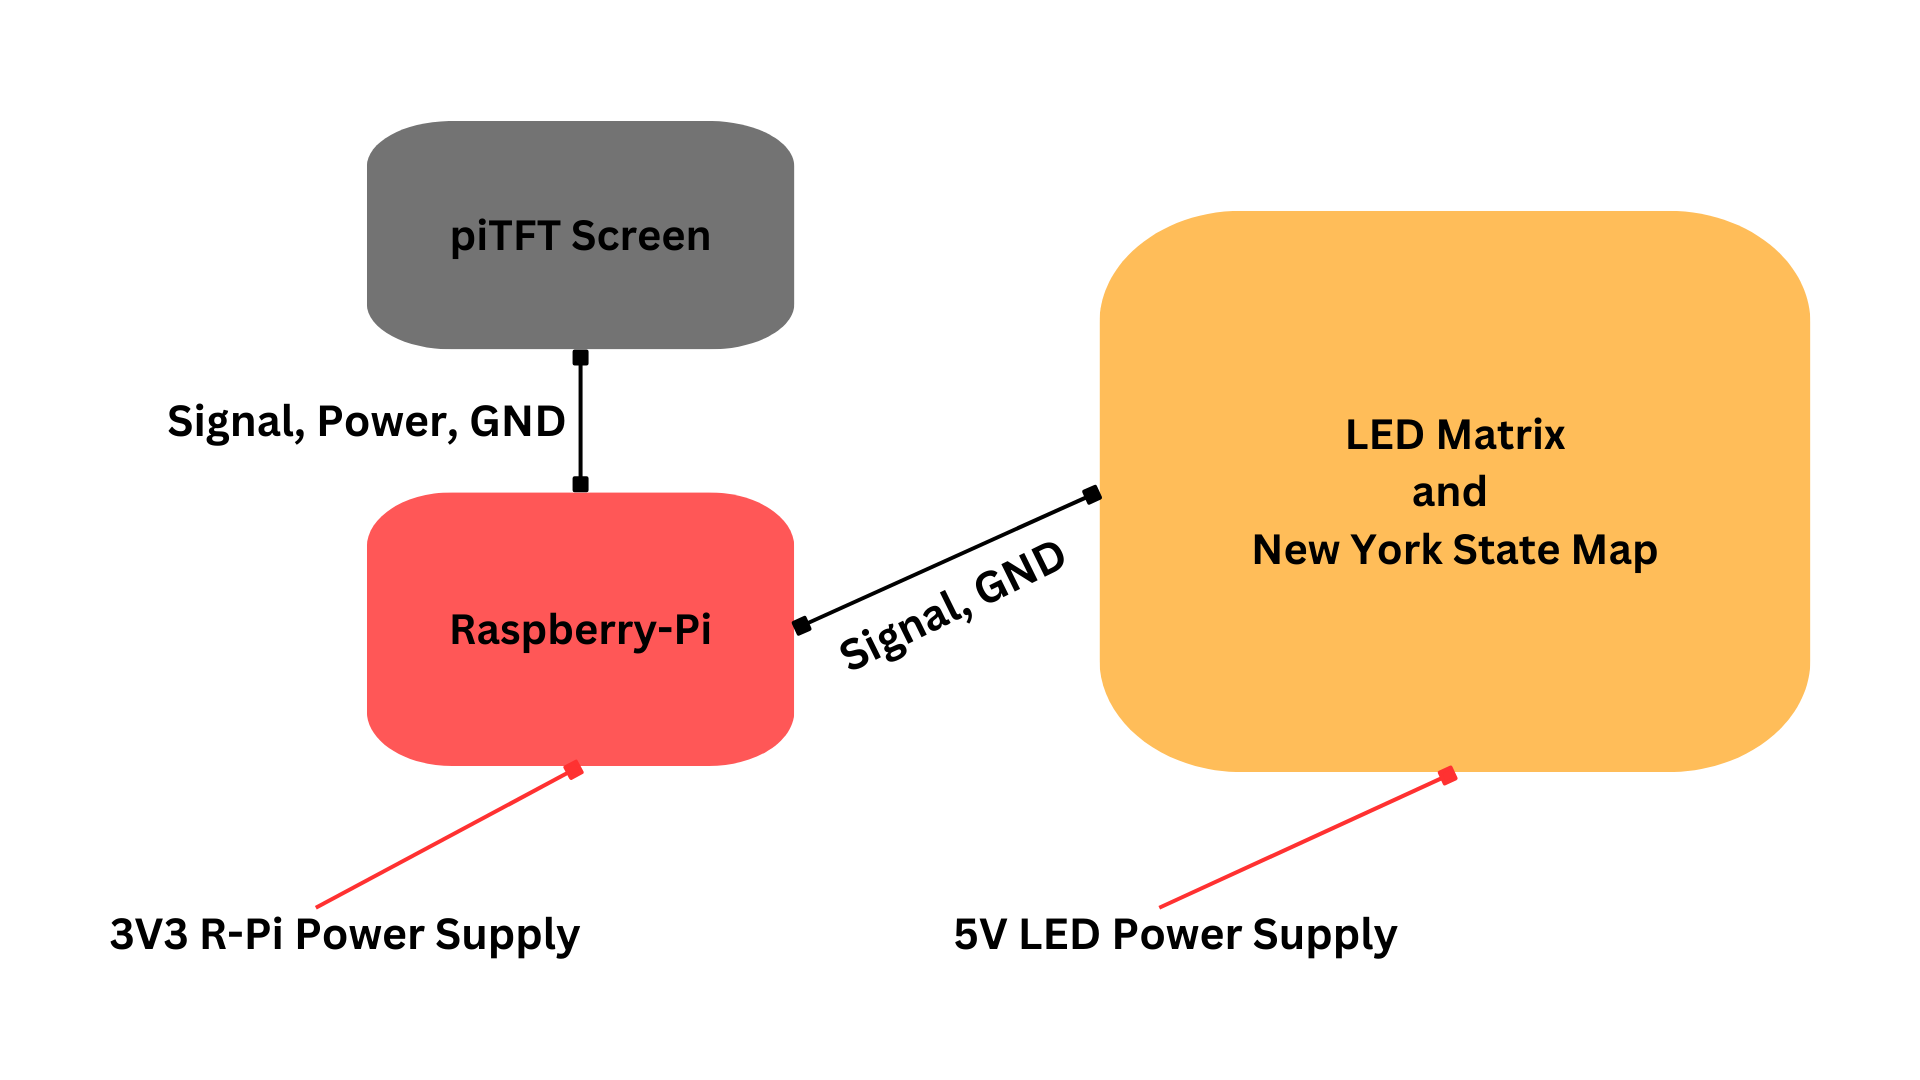 piTFT Screen
Signal, Power, GND
Raspberry-Pi
Signal, GND
LED Matrix
and
New York State Map
3V3 R-Pi Power Supply
5V LED Power Supply